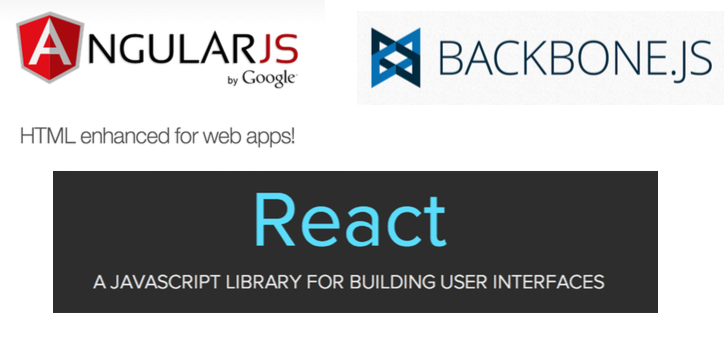 ANGULARJS
by Google
BACKBONE.JS
HTML enhanced for web apps!
React
A JAVASCRIPT LIBRARY FOR BUILDING USER INTERFACES